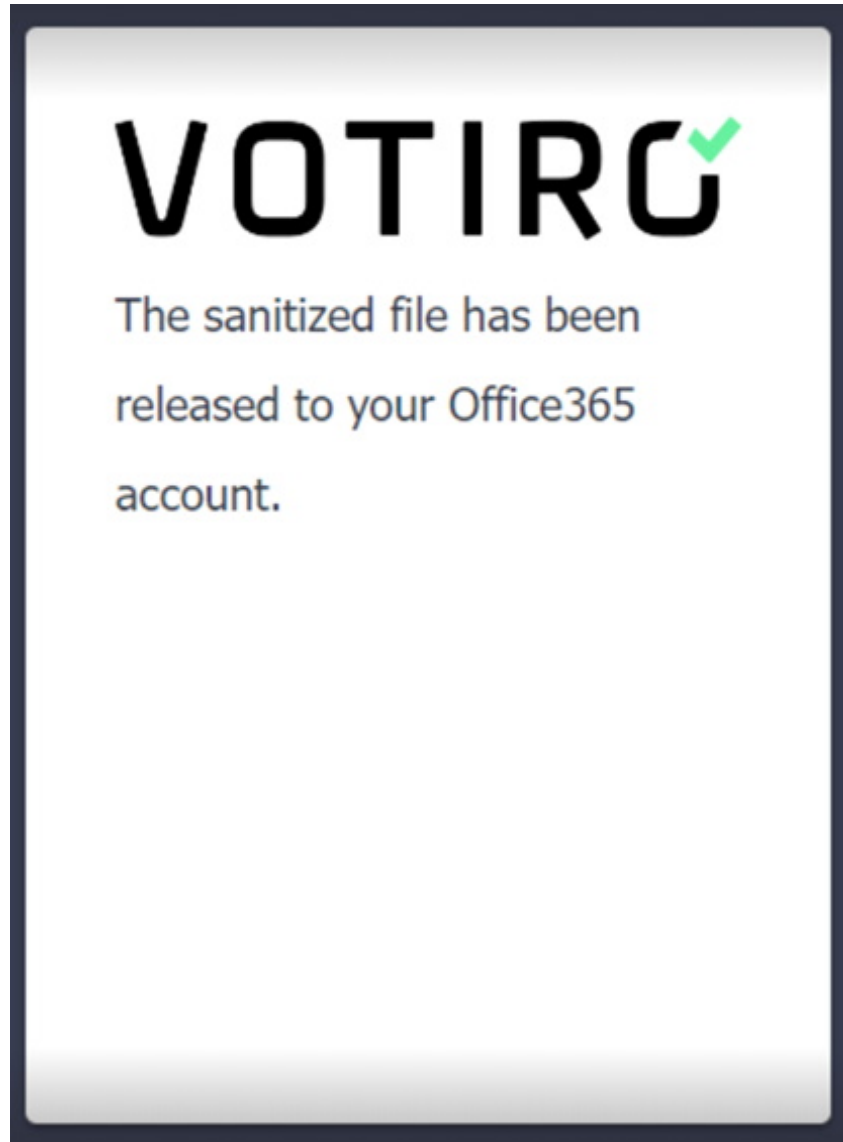 VOTIRO
The sanitized file has been
released to your Office365
account.